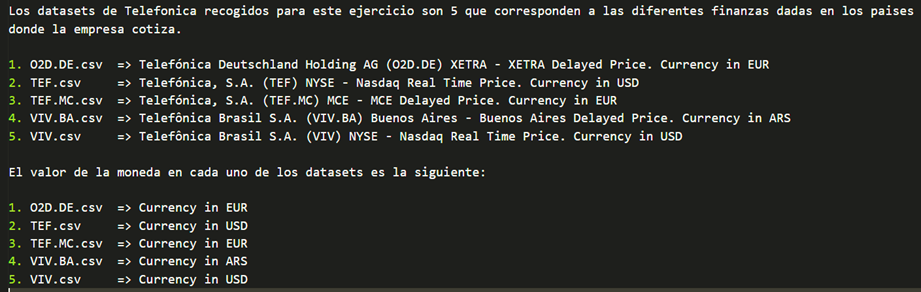 Los datasets de Telefonica recogidos para este ejercicio son 5 que corresponden a las diferentes finanzas dadas en los paises
donde la empresa cotiza.
1. O2D.DE.csv => Telefónica Deutschland Holding AG (O2D.DE) XETRA - XETRA Delayed Price. Currency in EUR
2. TEF.csv => Telefónica, S.A. (TEF) NYSE - Nasdaq Real Time Price. Currency in USD
3. TEF.MC.csv => Telefónica, S.A. (TEF.MC) MCE - MCE Delayed Price. Currency in EUR
4. VIV.BA.csv => Telefônica Brasil S.A. (VIV.BA) Buenos Aires - Buenos Aires Delayed Price. Currency in ARS
5. VIV.csv => Telefônica Brasil S.A. (VIV) NYSE - Nasdaq Real Time Price. Currency in USD
El valor de la moneda en cada uno de los datasets es la siguiente:
1. O2D.DE.csv => Currency in EUR
2. TEF.csv => Currency in USD
3. TEF.MC.csv => Currency in EUR
4. VIV.BA.csv => Currency in ARS
5. VIV.csv => Currency in USD